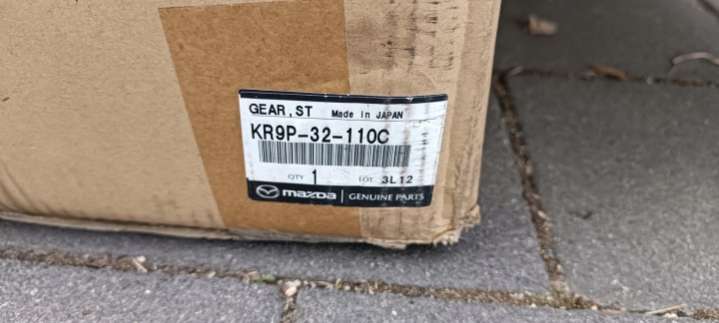 GEAR,ST Made in JAPAN
KR9P-32-110C
QTY 1 LOT 3L12
mazda GENUINE PARTS